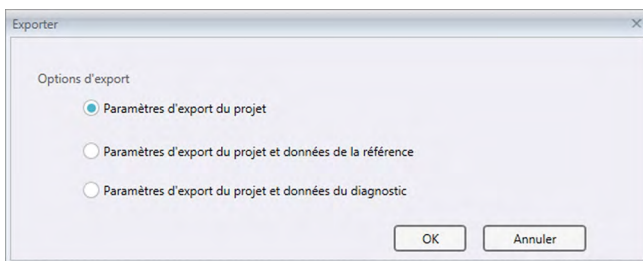 Exporter
Options d'export
Paramètres d'export du projet
Paramètres d'export du projet et données de la référence
Paramètres d'export du projet et données du diagnostic
OK Annuler